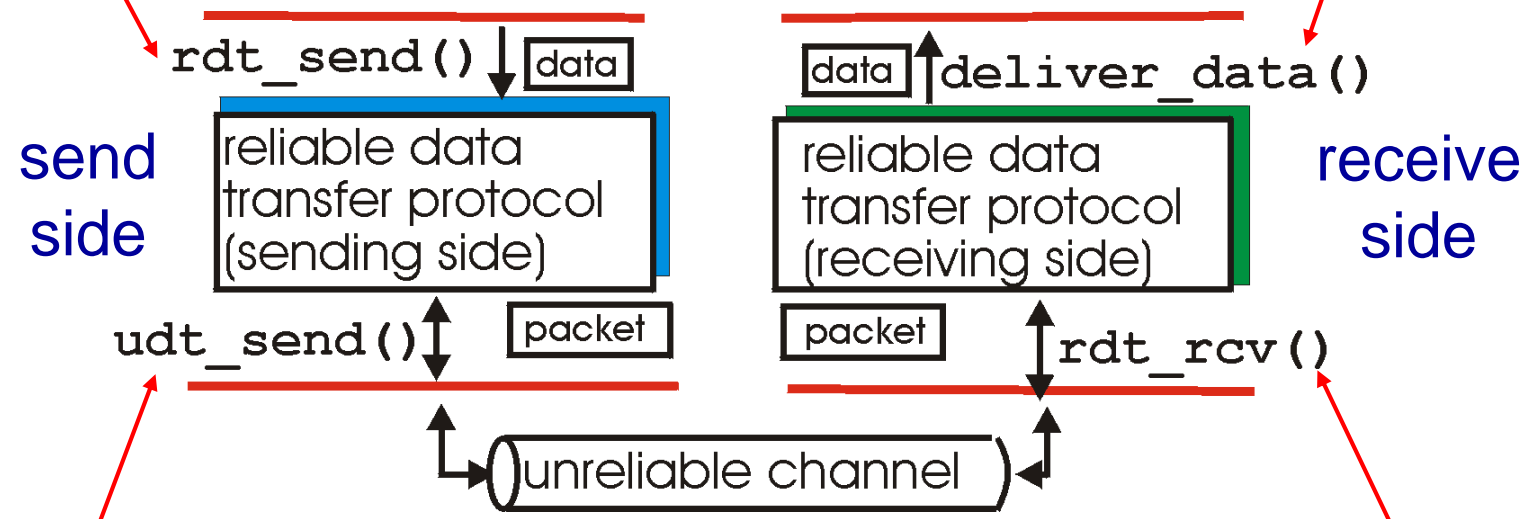 rdt_send()
data
data
deliver_data()
send
side
reliable data
transfer protocol
(sending side)
reliable data
transfer protocol
(receiving side)
receive
side
udt_send()
packet
packet
rdt_rcv()
unreliable channel